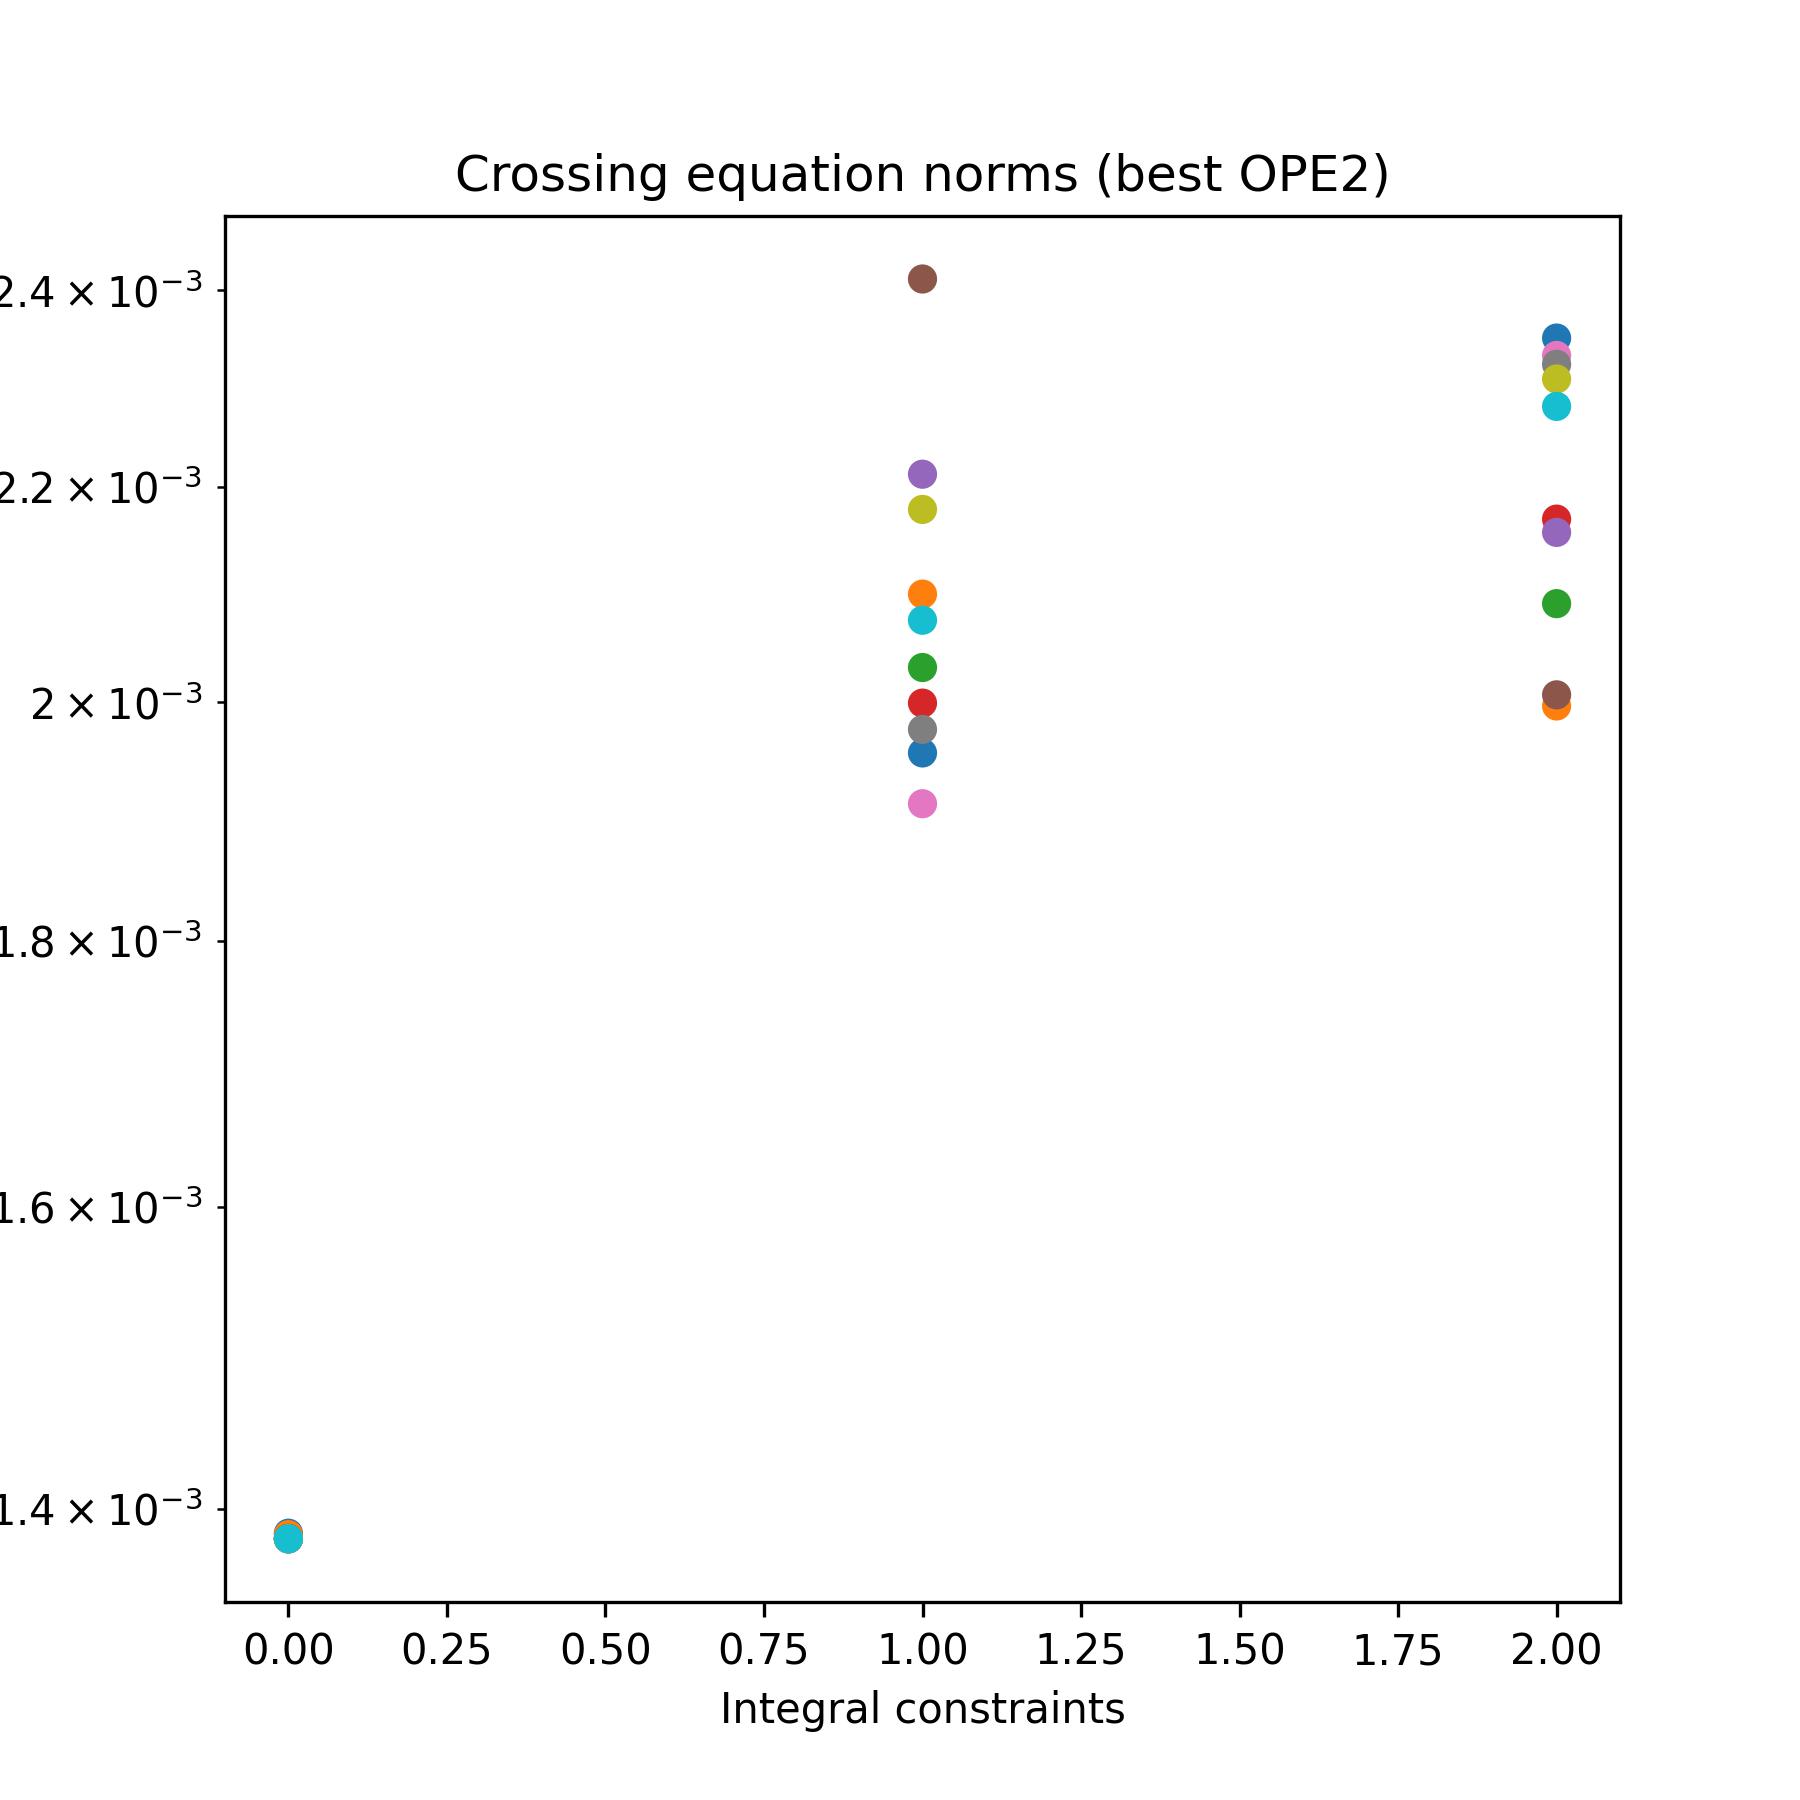 Crossing equation norms (best OPE2)
2.4 × 10⁻³
2.2 × 10⁻³
2 × 10⁻³
1.8 × 10⁻³
1.6 × 10⁻³
1.4 × 10⁻³
0.00 0.25 0.50 0.75 1.00 1.25 1.50 1.75 2.00
Integral constraints